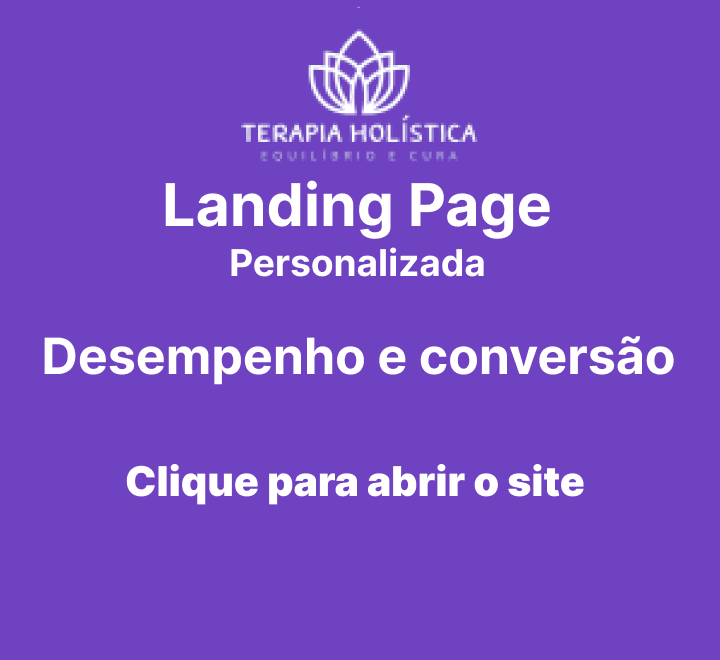 TERAPIA HOLÍSTICA
EQUILÍBRIO E CURA
Landing Page
Personalizada
Desempenho e conversão
Clique para abrir o site